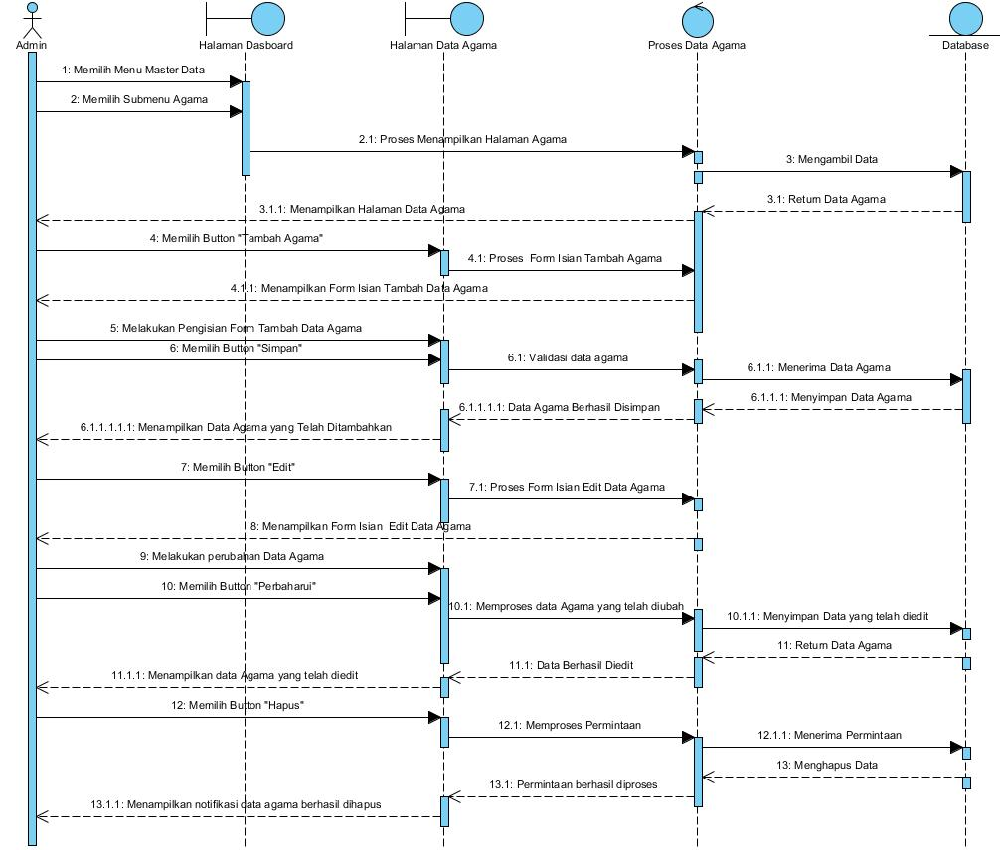 Admin
Halaman Dasboard
Halaman Data Agama
Proses Data Agama
Database
1: Memilih Menu Master Data
2: Memilih Submenu Agama
2.1: Proses Menampilkan Halaman Agama
3: Mengambil Data
3.1: Return Data Agama
3.1.1: Menampilkan Halaman Data Agama
4: Memilih Button "Tambah Agama"
4.1: Proses Form Isian Tambah Agama
4.1.1: Menampilkan Form Isian Tambah Data Agama
5: Melakukan Pengisian Form Tambah Data Agama
6: Memilih Button "Simpan"
6.1: Validasi data agama
6.1.1: Menerima Data Agama
6.1.1.1: Menyimpan Data Agama
6.1.1.1.1: Data Agama Berhasil Disimpan
6.1.1.1.1.1: Menampilkan Data Agama yang Telah Ditambahkan
7: Memilih Button "Edit"
7.1: Proses Form Isian Edit Data Agama
8: Menampilkan Form Isian Edit Data Agama
9: Melakukan perubahan Data Agama
10: Memilih Button "Perbaharui"
10.1: Memproses data Agama yang telah diubah
10.1.1: Menyimpan Data yang telah diedit
11: Return Data Agama
11.1: Data Berhasil Diedit
11.1.1: Menampilkan data Agama yang telah diedit
12: Memilih Button "Hapus"
12.1: Memproses Permintaan
12.1.1: Menerima Permintaan
13: Menghapus Data
13.1: Permintaan berhasil diproses
13.1.1: Menampilkan notifikasi data agama berhasil dihapus